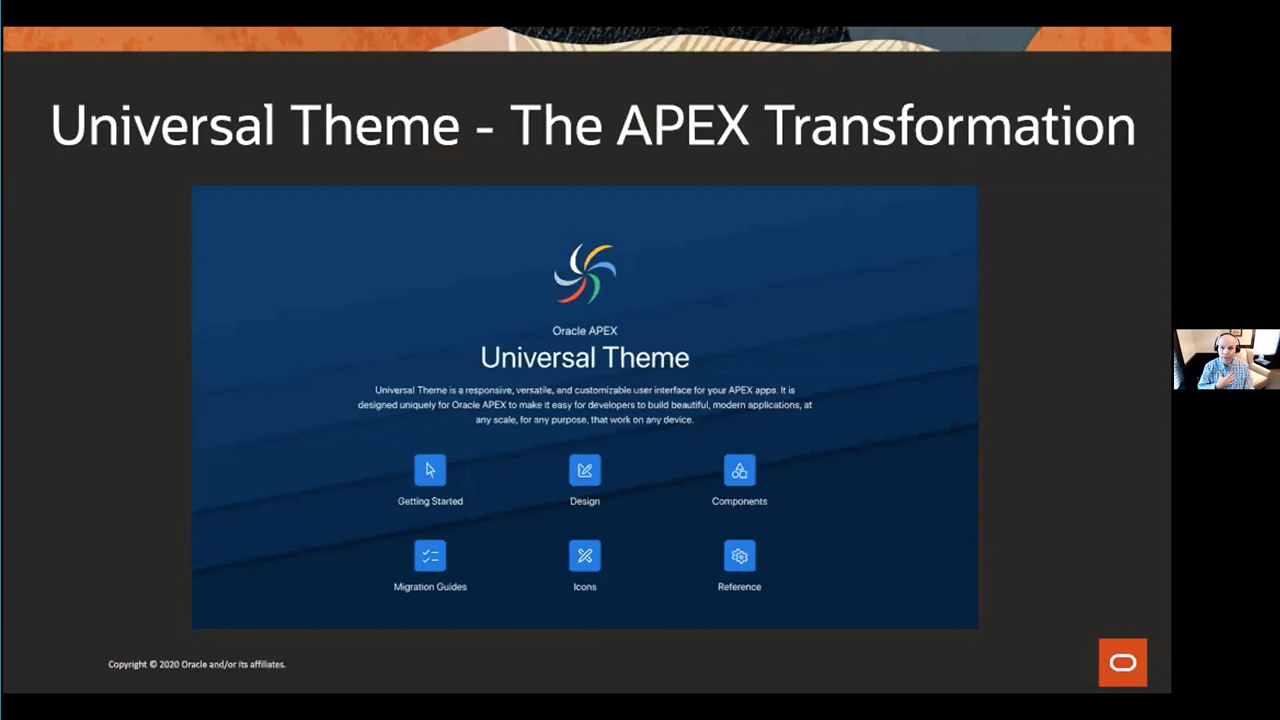 Universal Theme - The APEX Transformation
Oracle APEX
Universal Theme
Universal Theme is a responsive, versatile, and customizable user interface for your APEX apps. It is
designed uniquely for Oracle APEX to make it easy for developers to build beautiful, modern applications, at
any scale, for any purpose, that work on any device.
Getting Started
Design
Components
Migration Guides
Icons
Reference
Copyright © 2020 Oracle and/or its affiliates.